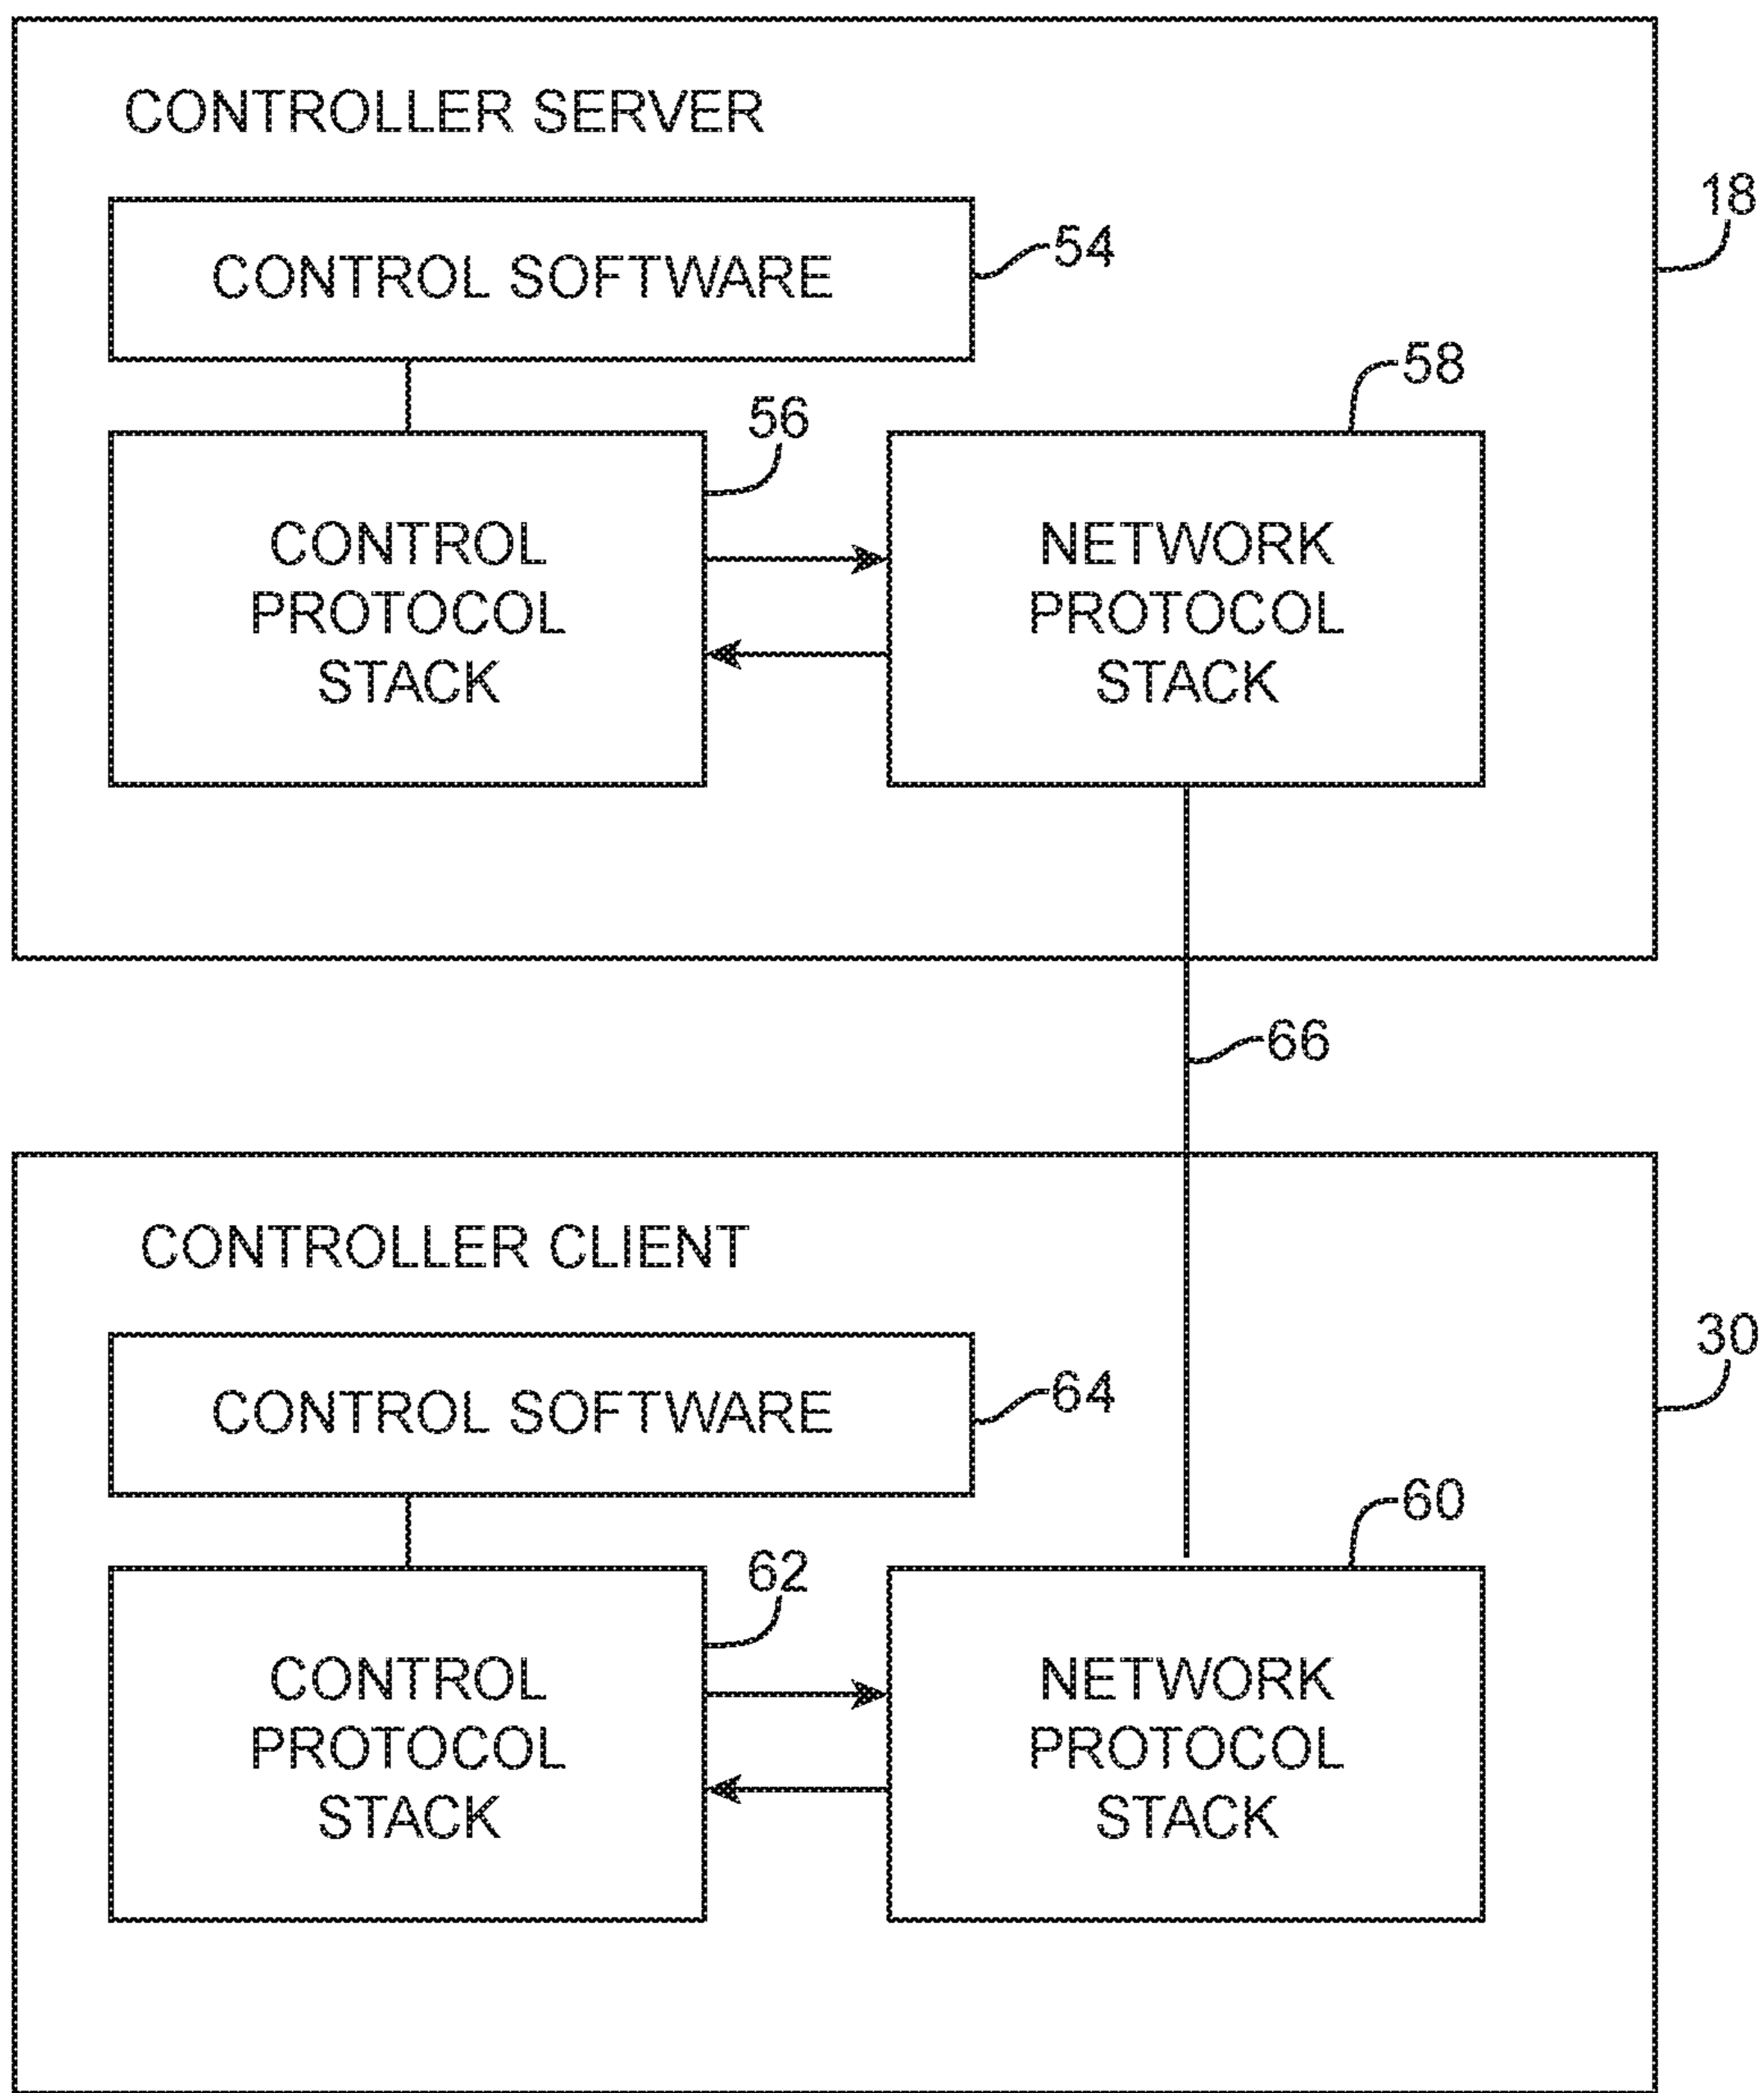 CONTROLLER SERVER
18
CONTROL SOFTWARE
54
58
56
CONTROL
PROTOCOL
STACK
NETWORK
PROTOCOL
STACK
66
CONTROLLER CLIENT
30
CONTROL SOFTWARE
64
60
62
CONTROL
PROTOCOL
STACK
NETWORK
PROTOCOL
STACK